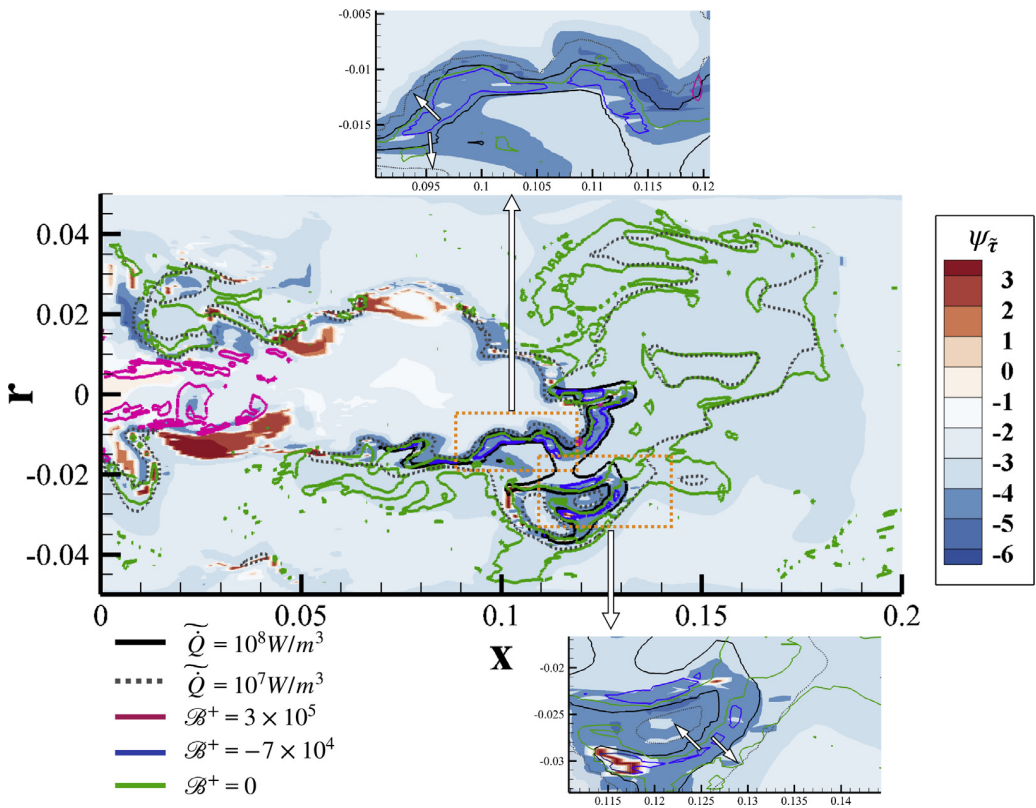 -0.005
-0.01
-0.015
0.095 0.1 0.105 0.11 0.115 0.12
r
0.04
0.02
0
-0.02
-0.04
0 0.05 0.1 0.15 0.2
x
ψτ̃
3
2
1
0
-1
-2
-3
-4
-5
-6
Q̇̃ = 10⁸W/m³
Q̇̃ = 10⁷W/m³
ℬ⁺ = 3 × 10⁵
ℬ⁺ = −7 × 10⁴
ℬ⁺ = 0
-0.02
-0.025
-0.03
0.115 0.12 0.125 0.13 0.135 0.14